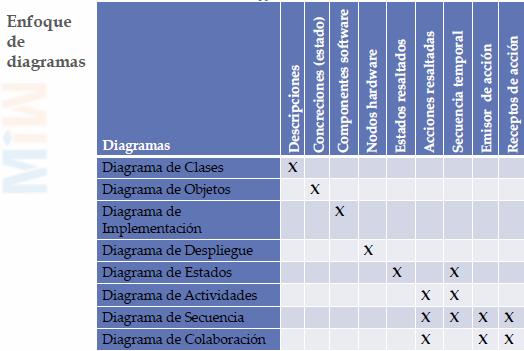 Enfoque
de
diagramas
MiM
Diagramas
Descripciones
Concreciones (estado)
Componentes software
Nodos hardware
Estados resaltados
Acciones resaltadas
Secuencia temporal
Emisor de acción
Receptos de acción
Diagrama de Clases X
Diagrama de Objetos X
Diagrama de
Implementación X
Diagrama de Despliegue X
Diagrama de Estados X X
Diagrama de Actividades X X
Diagrama de Secuencia X X X X
Diagrama de Colaboración X X X